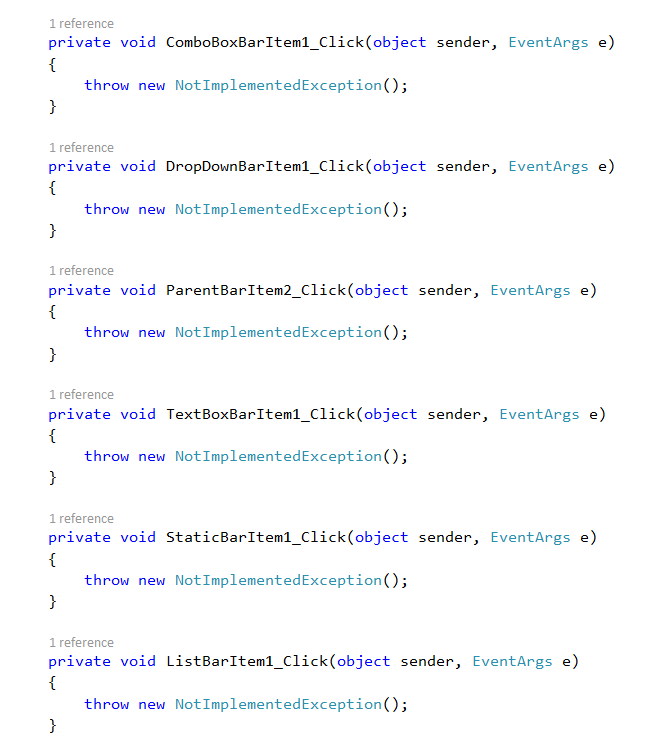 1 reference
private void ComboBoxBarItem1_Click(object sender, EventArgs e)
{
throw new NotImplementedException();
}
1 reference
private void DropDownBarItem1_Click(object sender, EventArgs e)
{
throw new NotImplementedException();
}
1 reference
private void ParentBarItem2_Click(object sender, EventArgs e)
{
throw new NotImplementedException();
}
1 reference
private void TextBoxBarItem1_Click(object sender, EventArgs e)
{
throw new NotImplementedException();
}
1 reference
private void StaticBarItem1_Click(object sender, EventArgs e)
{
throw new NotImplementedException();
}
1 reference
private void ListBarItem1_Click(object sender, EventArgs e)
{
throw new NotImplementedException();
}